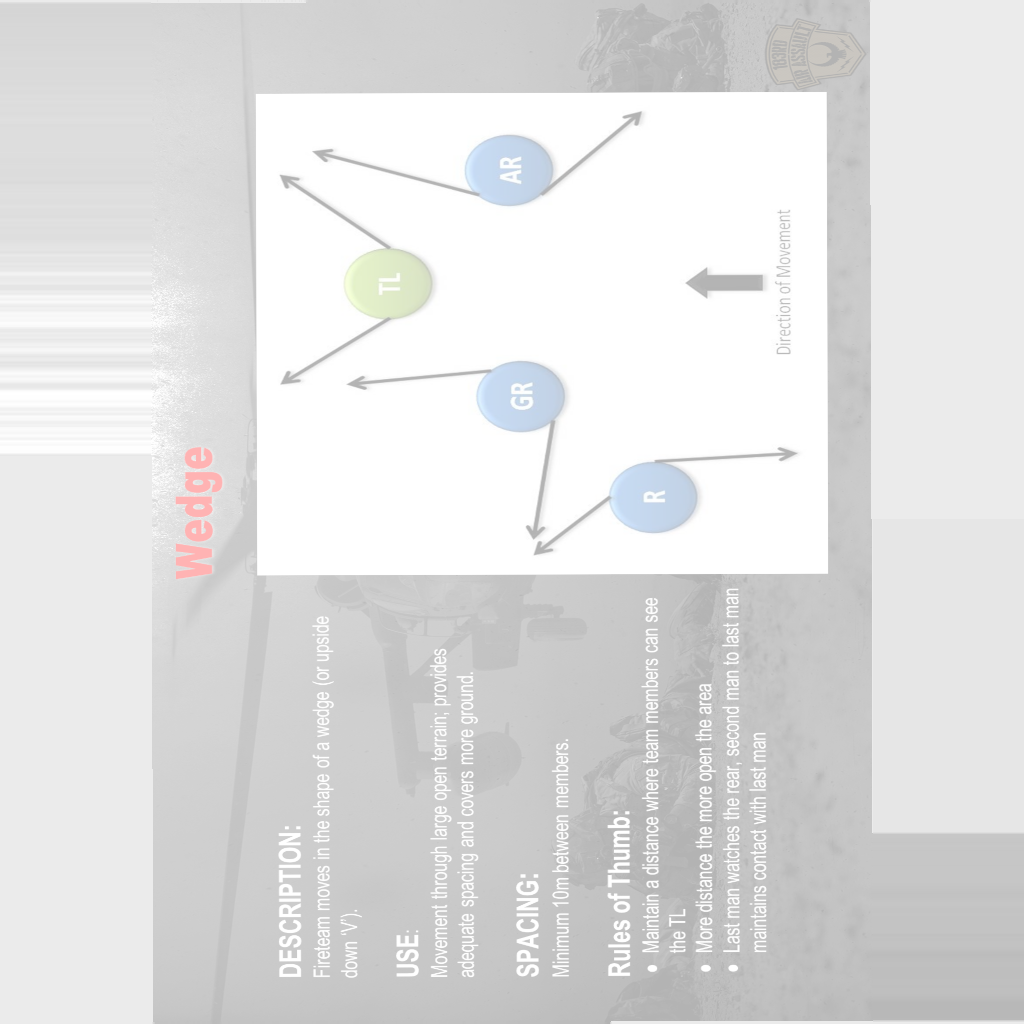 Wedge
DESCRIPTION:
Fireteam moves in the shape of a wedge (or upside
down ‘V’).
USE:
Movement through large open terrain; provides
adequate spacing and covers more ground.
SPACING:
Minimum 10m between members.
Rules of Thumb:
• Maintain a distance where team members can see
the TL
• More distance the more open the area
• Last man watches the rear, second man to last man
maintains contact with last man
TL
AR
GR
R
Direction of Movement
183RD
AIR ASSAULT